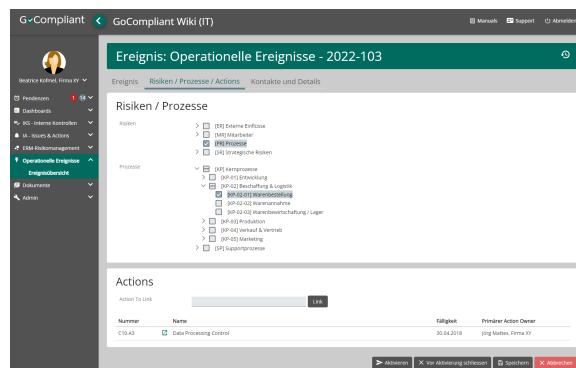 GoCompliant
GoCompliant Wiki (IT)
Manuals
Support
Abmelden
Beatrice Kofmel, Firma XY
Pendenzen
Dashboards
IKS - Interne Kontrollen
IA - Issues & Actions
ERM-Risikomanagement
Operationelle Ereignisse
Ereignisübersicht
Dokumente
Admin
Ereignis: Operationelle Ereignisse - 2022-103
Ereignis Risiken / Prozesse / Actions Kontakte und Details
Risiken / Prozesse
Risiken
[ER] Externe Einflüsse
[MR] Mitarbeiter
[PR] Prozesse
[SR] Strategische Risiken
Prozesse
[KP] Kernprozesse
[KP-01] Entwicklung
[KP-02] Beschaffung & Logistik
[KP-02-01] Warenbestellung
[KP-02-02] Warenannahme
[KP-02-03] Warenbewirtschaftung / Lager
[KP-03] Produktion
[KP-04] Verkauf & Vertrieb
[KP-05] Marketing
[SP] Supportprozesse
Actions
Action To Link
Link
Nummer Name Fälligkeit Primärer Action Owner
C10.A3 Data Processing Control 30.04.2018 Jörg Mattes, Firma XY
Aktivieren
Vor Aktivierung schliessen
Speichern
Abbrechen